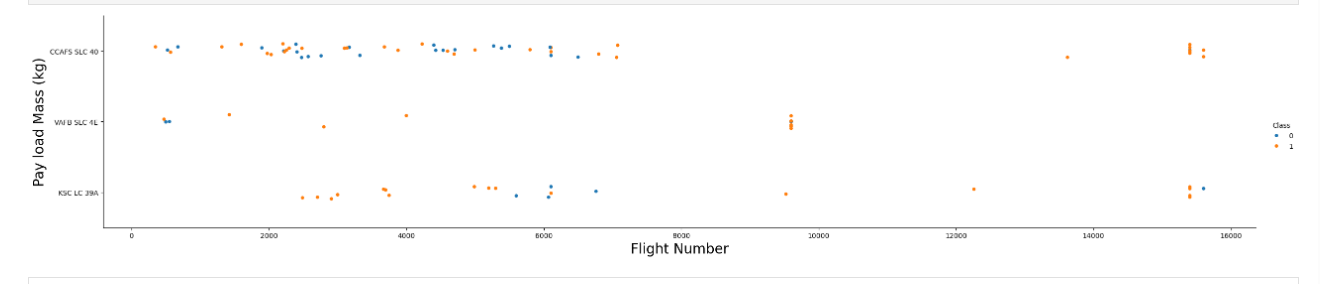 Pay load Mass (kg)
CCAFS SLC 40
VAFB SLC 4E
KSC LC 39A
0 2000 4000 6000 8000 10000 12000 14000 16000
Flight Number
Class
0
1